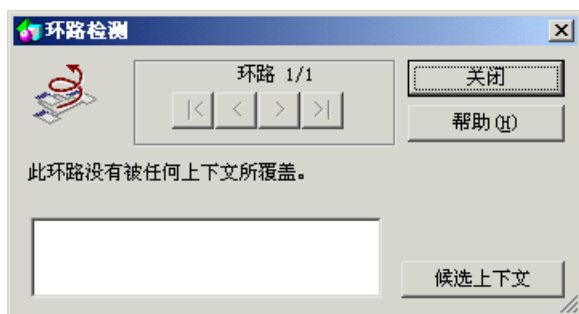 环路检测
环路 1/1
|< < > >|
关闭
帮助(H)
此环路没有被任何上下文所覆盖。
候选上下文